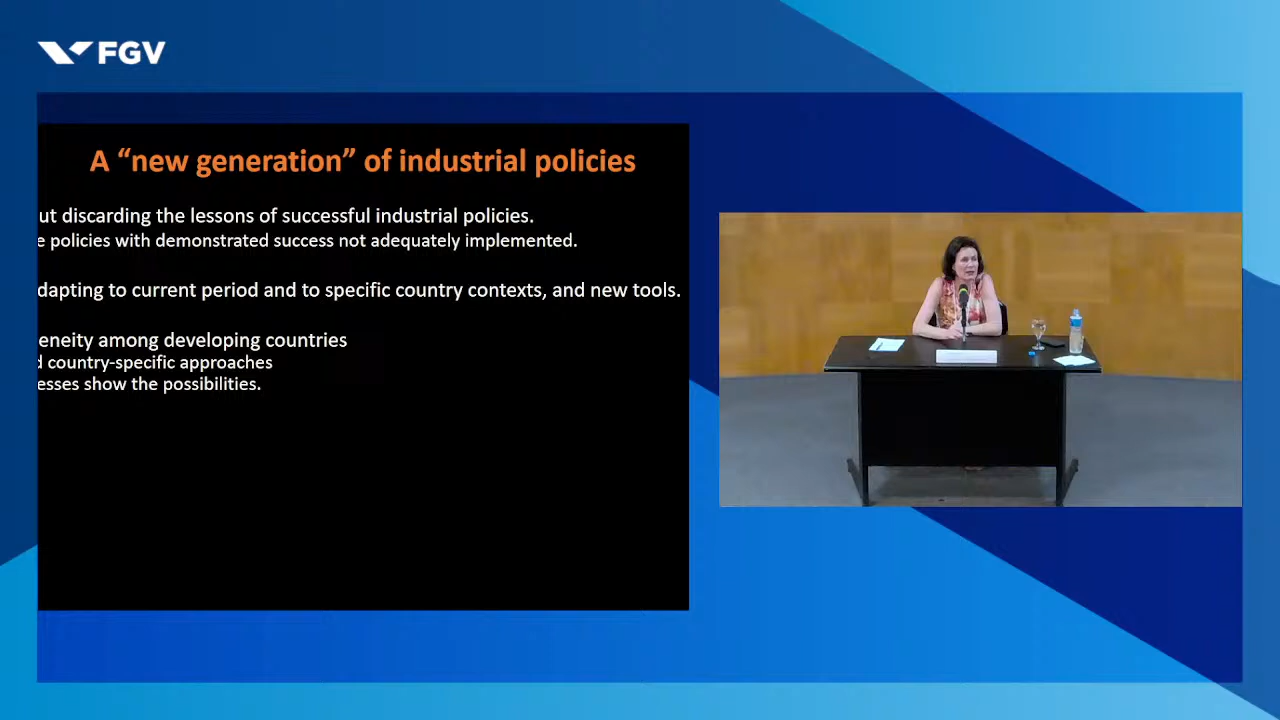 FGV
A “new generation” of industrial policies
ut discarding the lessons of successful industrial policies.
e policies with demonstrated success not adequately implemented.
dapting to current period and to specific country contexts, and new tools.
eneity among developing countries
d country-specific approaches
esses show the possibilities.